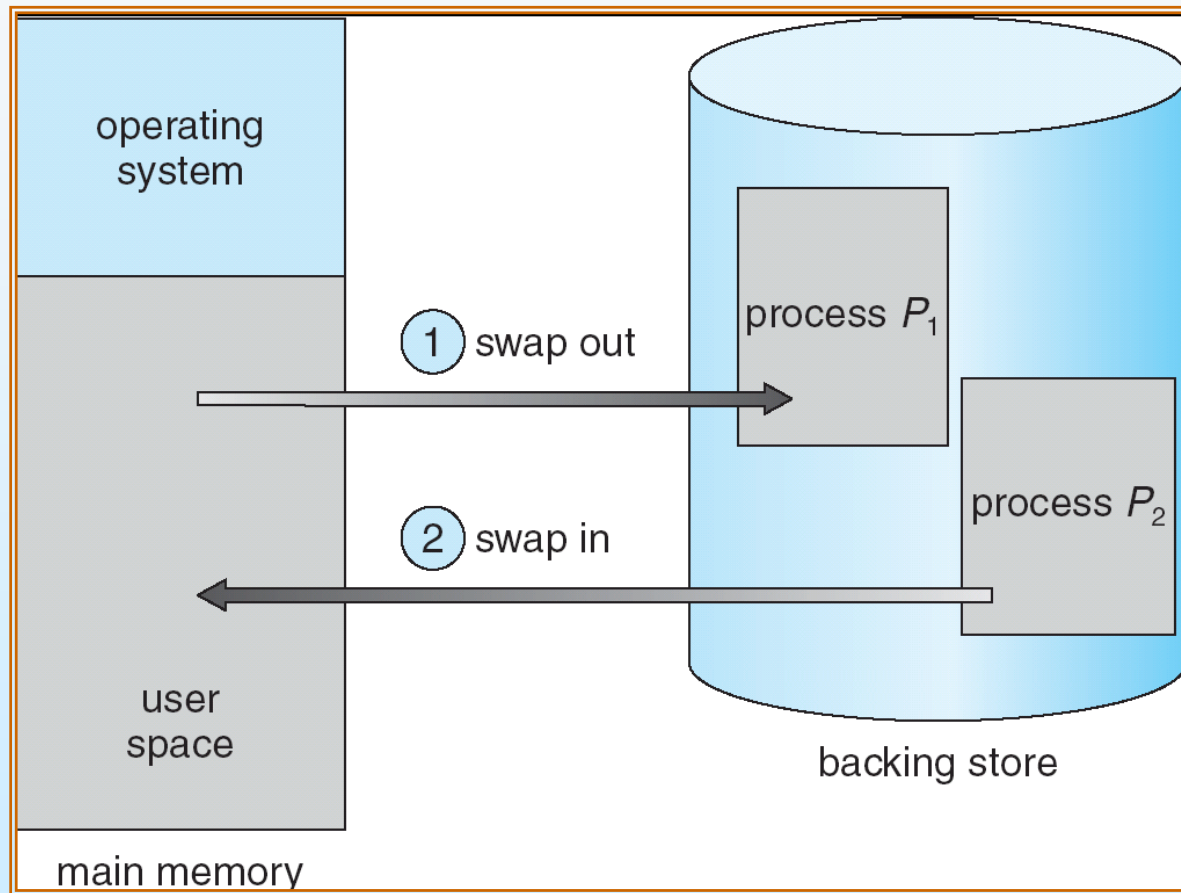 operating
system
1 swap out
process P1
process P2
2 swap in
user
space
backing store
main memory